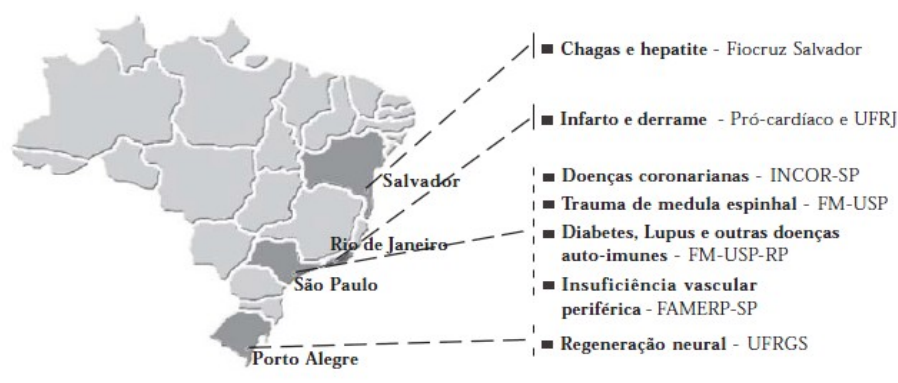 ■ Chagas e hepatite - Fiocruz Salvador
■ Infarto e derrame - Pró-cardíaco e UFRJ
■ Doenças coronarianas - INCOR-SP
■ Trauma de medula espinhal - FM-USP
■ Diabetes, Lupus e outras doenças
auto-imunes - FM-USP-RP
■ Insuficiência vascular
periférica - FAMERP-SP
■ Regeneração neural - UFRGS
Salvador
Rio de Janeiro
São Paulo
Porto Alegre